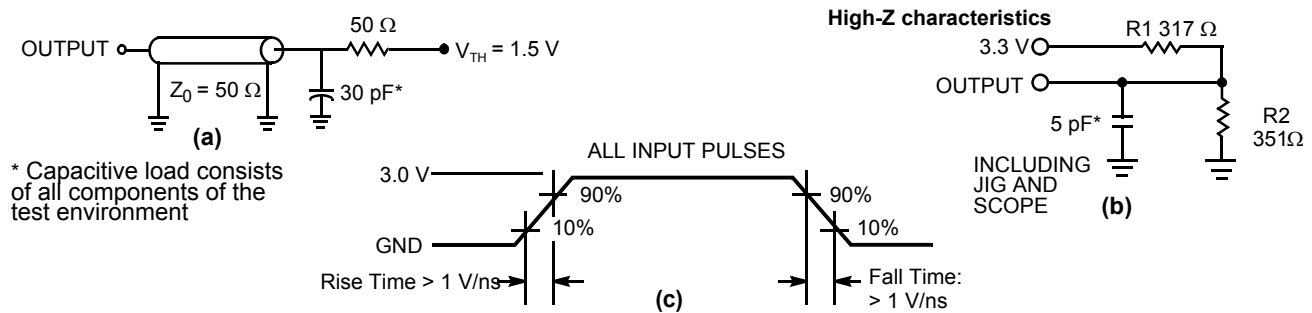 50 Ω
OUTPUT
V_TH = 1.5 V
Z_0 = 50 Ω
30 pF*
(a)
* Capacitive load consists
of all components of the
test environment
High-Z characteristics
R1 317 Ω
3.3 V
OUTPUT
5 pF*
R2
351Ω
INCLUDING
JIG AND
SCOPE
(b)
ALL INPUT PULSES
3.0 V
90%
90%
10%
10%
GND
Rise Time > 1 V/ns
Fall Time:
> 1 V/ns
(c)